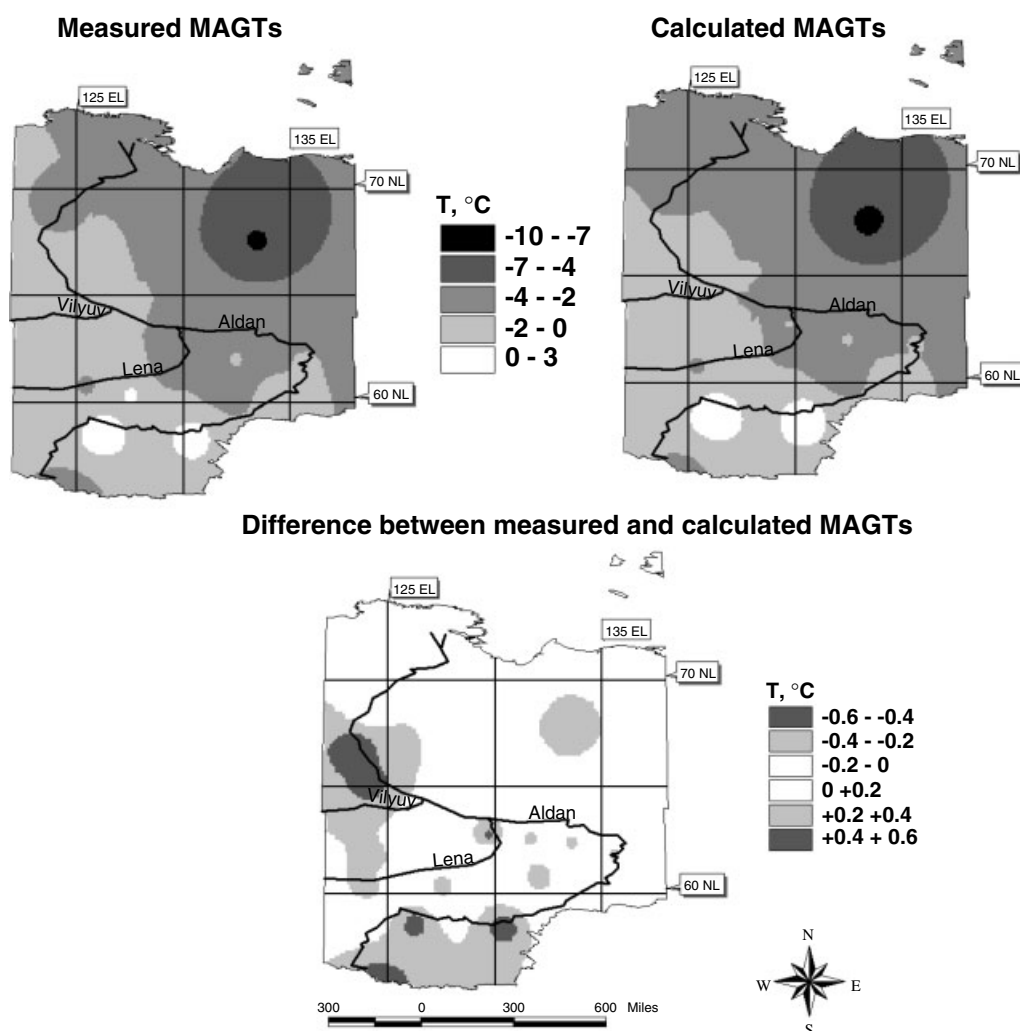 Measured MAGTs
Calculated MAGTs
125 EL
135 EL
70 NL
Vilyuy
Aldan
Lena
60 NL
T, °C
-10 - -7
-7 - -4
-4 - -2
-2 - 0
0 - 3
125 EL
135 EL
70 NL
Vilyuy
Aldan
Lena
60 NL
Difference between measured and calculated MAGTs
125 EL
135 EL
70 NL
Vilyuy
Aldan
Lena
60 NL
T, °C
-0.6 - -0.4
-0.4 - -0.2
-0.2 - 0
0 +0.2
+0.2 +0.4
+0.4 + 0.6
300 0 300 600 Miles
N
W E
S